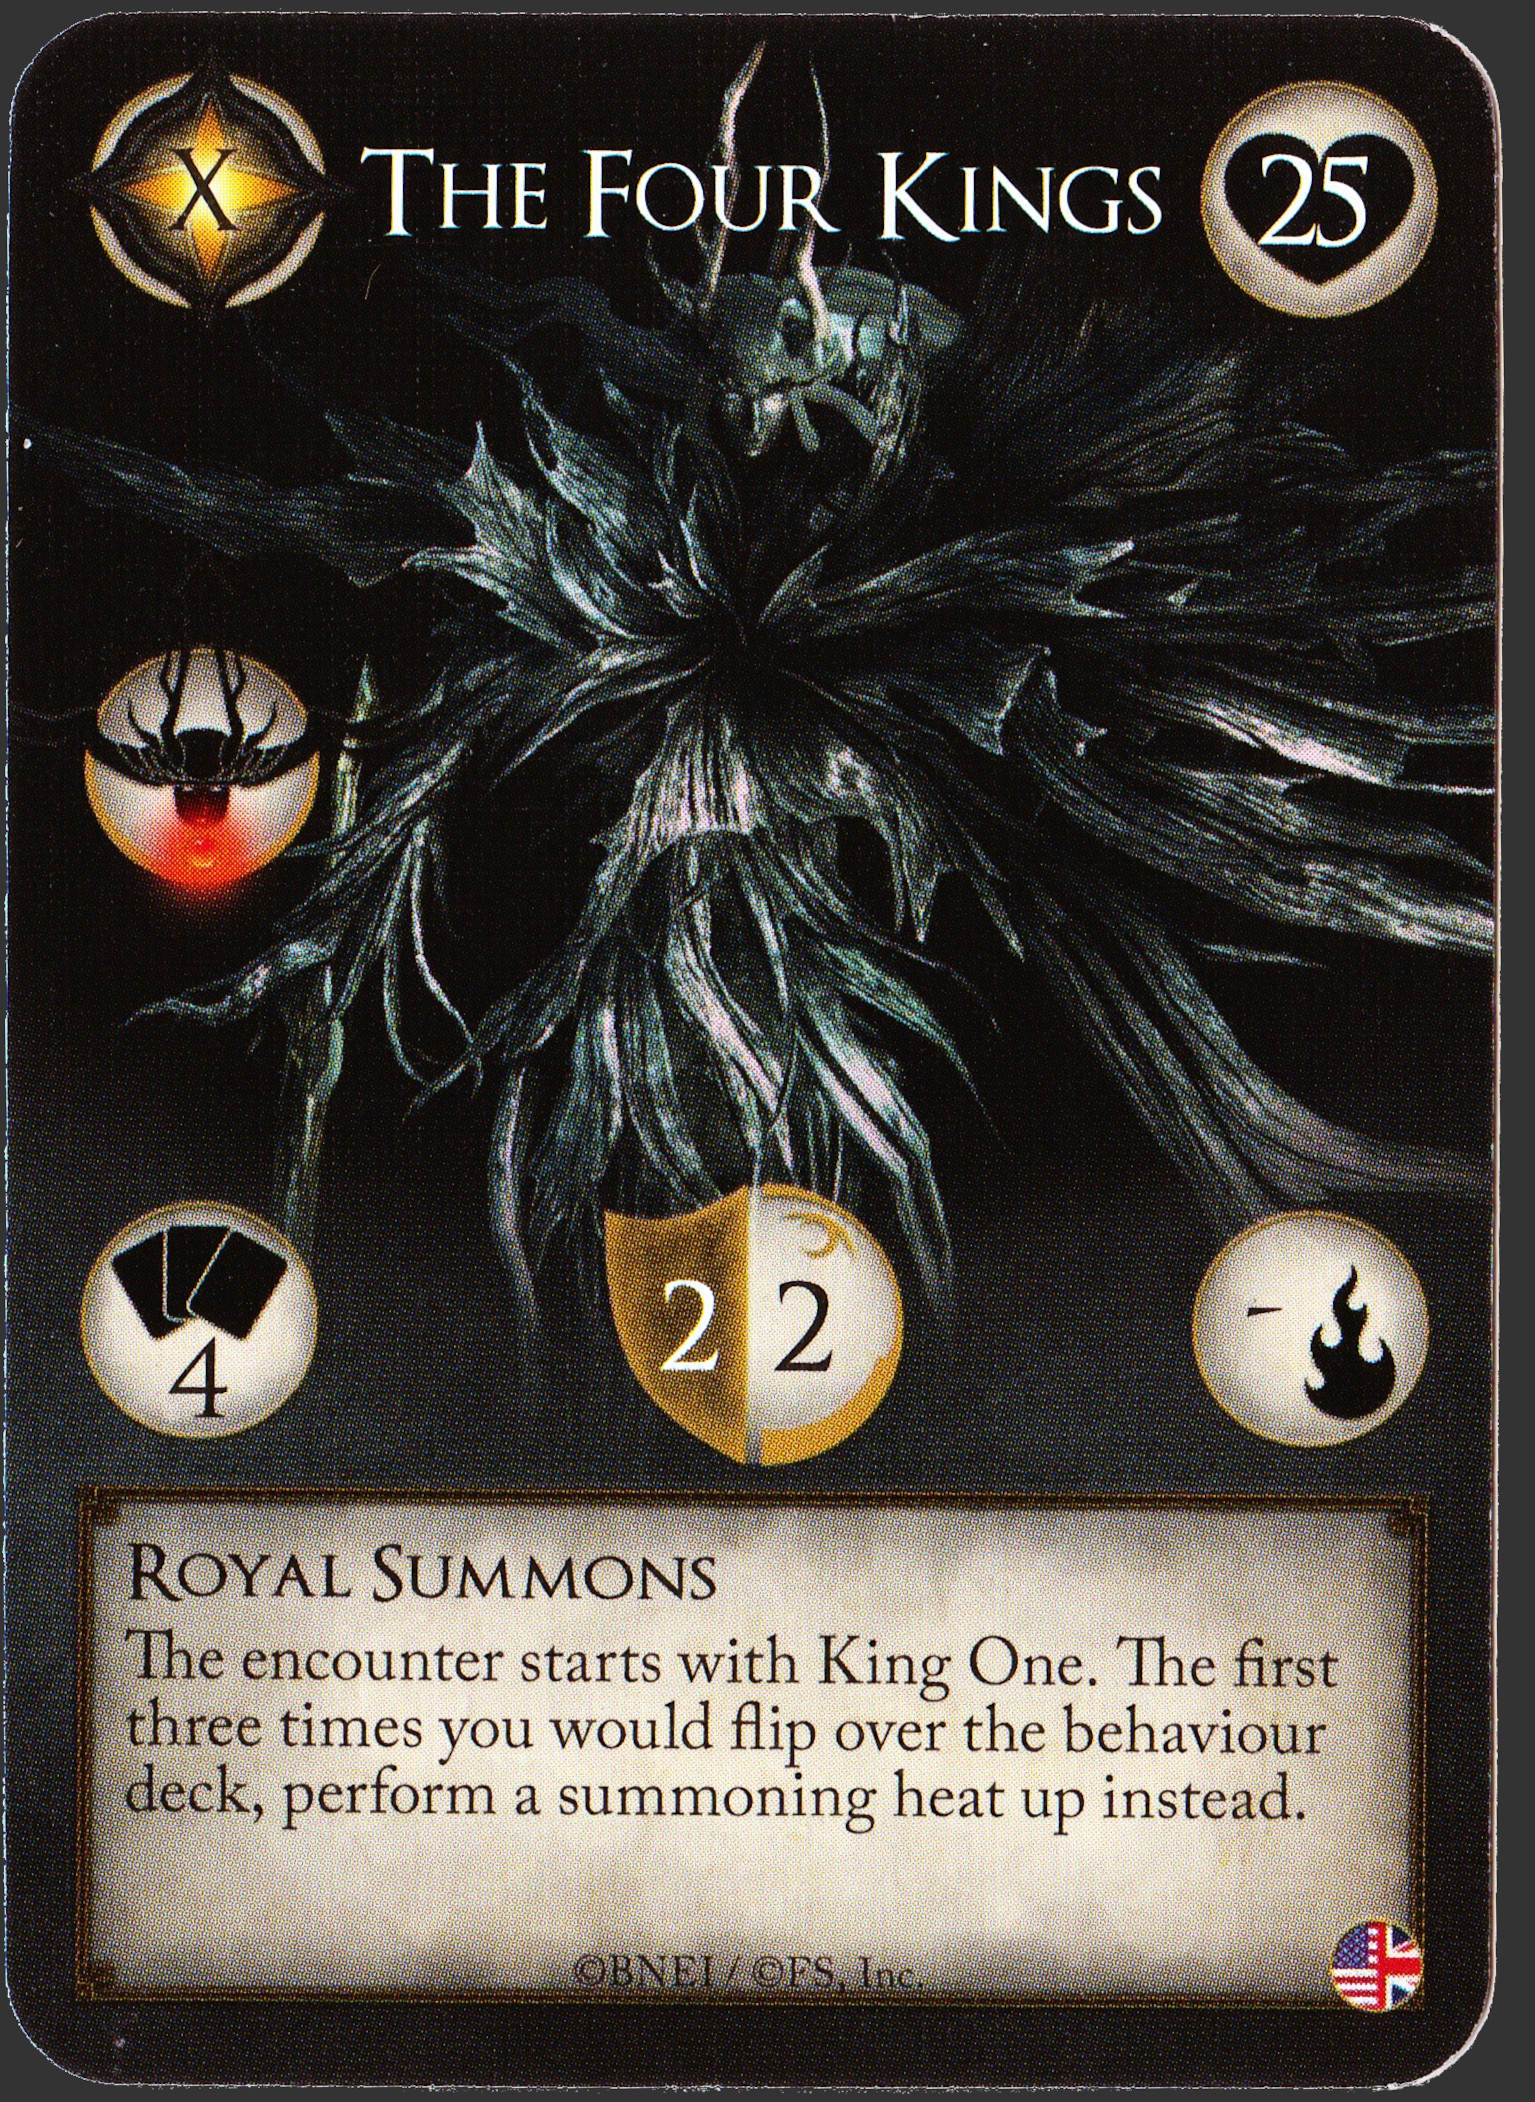 X
THE FOUR KINGS
25
4
2 2
-
ROYAL SUMMONS
The encounter starts with King One. The first
three times you would flip over the behaviour
deck, perform a summoning heat up instead.
©BNEI / ©FS, Inc.